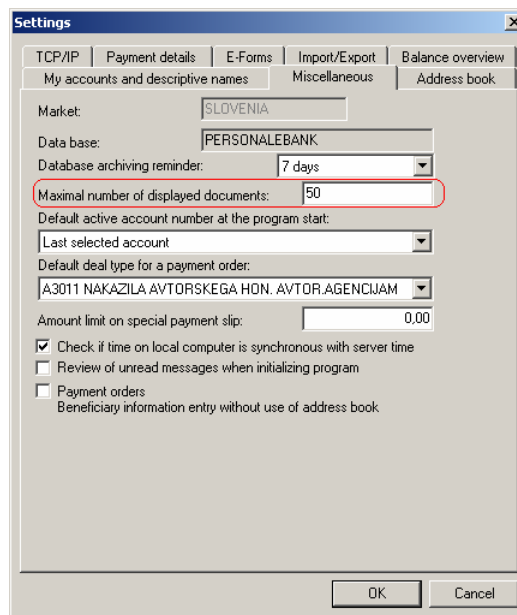 Settings
TCP/IP Payment details E-Forms Import/Export Balance overview
My accounts and descriptive names Miscellaneous Address book
Market: SLOVENIA
Data base: PERSONALEBANK
Database archiving reminder: 7 days
Maximal number of displayed documents: 50
Default active account number at the program start:
Last selected account
Default deal type for a payment order:
A3011 NAKAZILA AVTORSKEGA HON. AVTOR.AGENCIJAM
Amount limit on special payment slip: 0,00
Check if time on local computer is synchronous with server time
Review of unread messages when initializing program
Payment orders
Beneficiary information entry without use of address book
OK Cancel